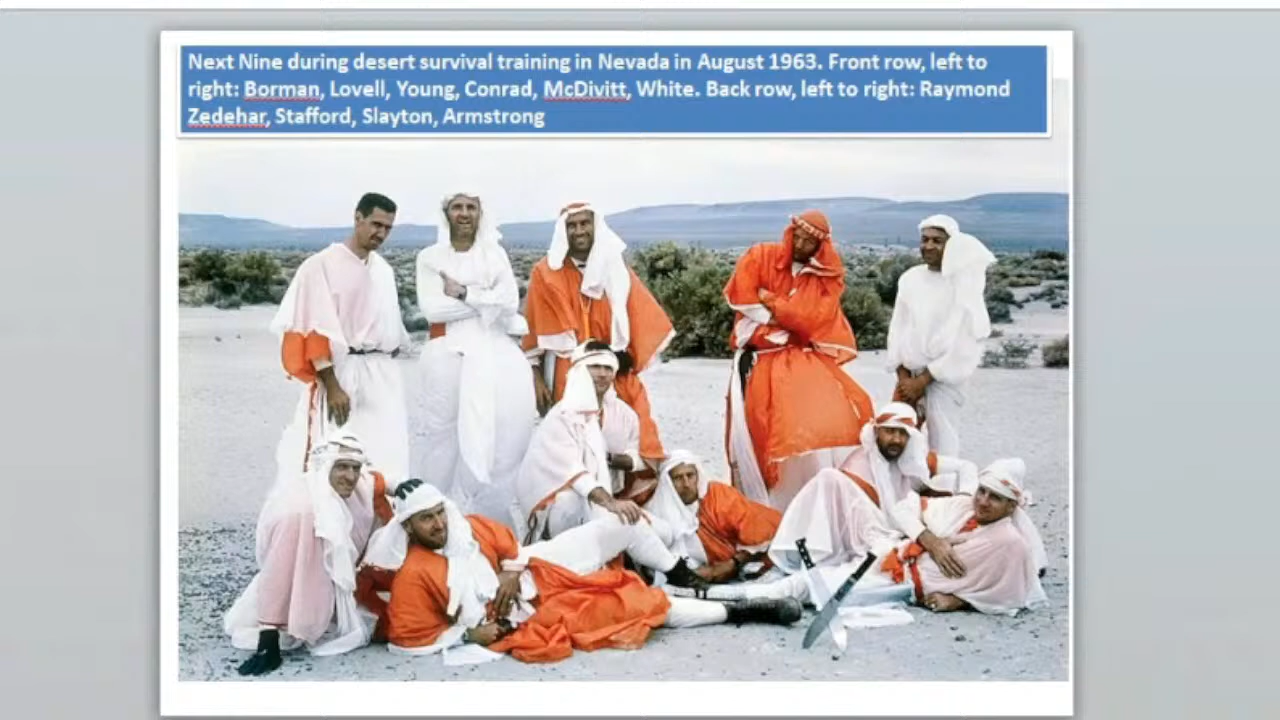 Next Nine during desert survival training in Nevada in August 1963. Front row, left to
right: Borman, Lovell, Young, Conrad, McDivitt, White. Back row, left to right: Raymond
Zedehar, Stafford, Slayton, Armstrong